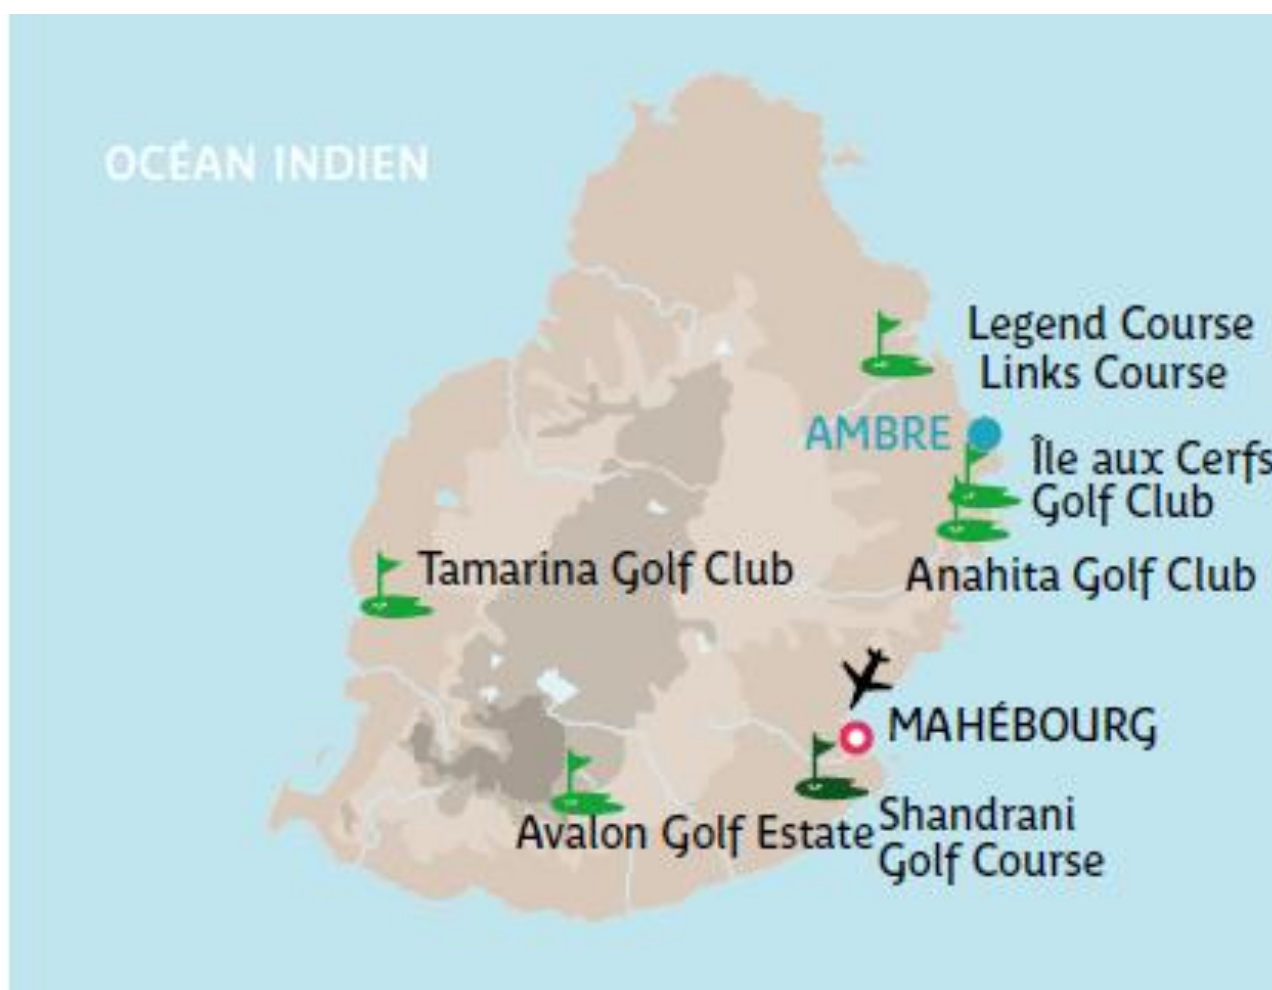 OCÉAN INDIEN
Legend Course
Links Course
AMBRE
Île aux Cerfs
Golf Club
Tamarina Golf Club
Anahita Golf Club
MAHÉBOURG
Avalon Golf Estate
Shandrani
Golf Course